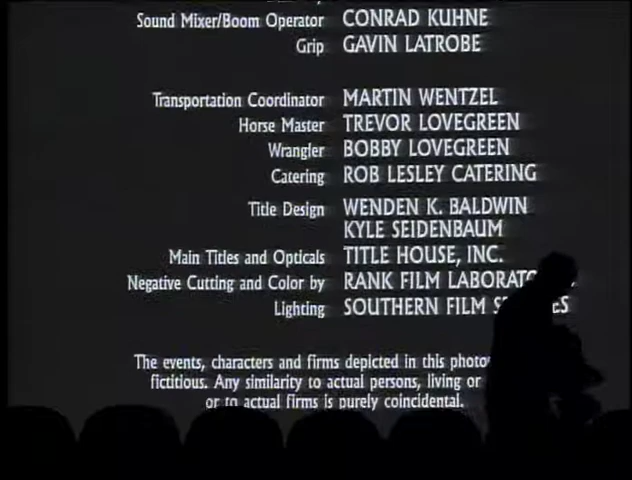 Sound Mixer/Boom Operator CONRAD KUHNE
Grip GAVIN LATROBE
Transportation Coordinator MARTIN WENTZEL
Horse Master TREVOR LOVEGREEN
Wrangler BOBBY LOVEGREEN
Catering ROB LESLEY CATERING
Title Design WENDEN K. BALDWIN
KYLE SEIDENBAUM
Main Titles and Opticals TITLE HOUSE, INC.
Negative Cutting and Color by RANK FILM
Lighting SOUTHERN FILM
The events, characters and firms depicted in this
fictitious. Any similarity to actual persons, living or
or to actual firms is purely coincidental.